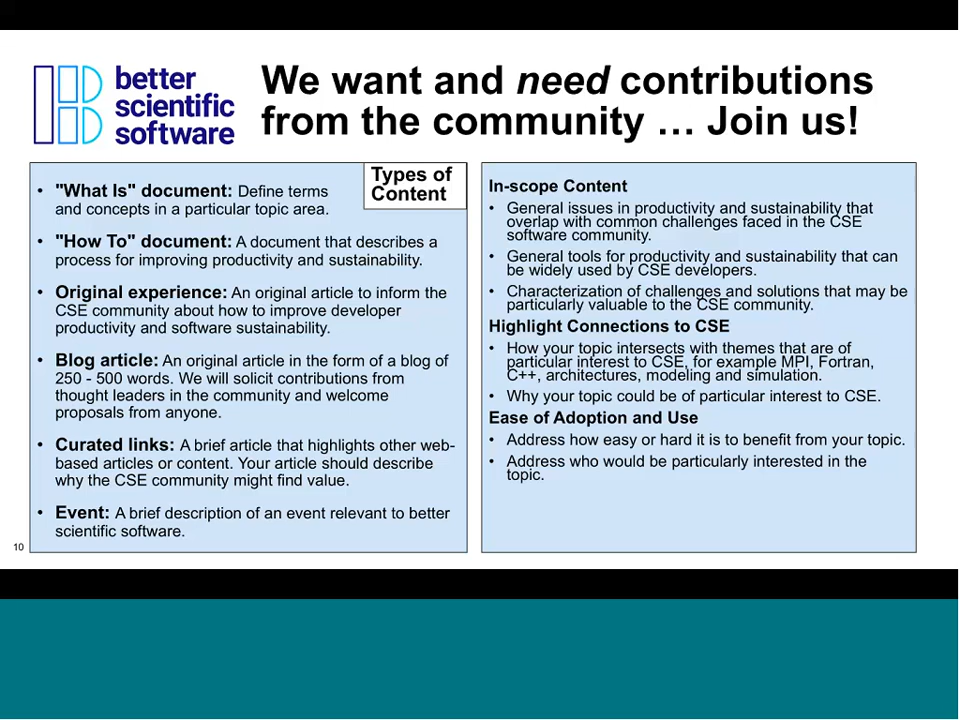 better
scientific
software
We want and need contributions
from the community … Join us!
Types of
Content
• "What Is" document: Define terms
and concepts in a particular topic area.
• "How To" document: A document that describes a
process for improving productivity and sustainability.
• Original experience: An original article to inform the
CSE community about how to improve developer
productivity and software sustainability.
• Blog article: An original article in the form of a blog of
250 - 500 words. We will solicit contributions from
thought leaders in the community and welcome
proposals from anyone.
• Curated links: A brief article that highlights other web-
based articles or content. Your article should describe
why the CSE community might find value.
• Event: A brief description of an event relevant to better
scientific software.
In-scope Content
• General issues in productivity and sustainability that
overlap with common challenges faced in the CSE
software community.
• General tools for productivity and sustainability that can
be widely used by CSE developers.
• Characterization of challenges and solutions that may be
particularly valuable to the CSE community.
Highlight Connections to CSE
• How your topic intersects with themes that are of
particular interest to CSE, for example MPI, Fortran,
C++, architectures, modeling and simulation.
• Why your topic could be of particular interest to CSE.
Ease of Adoption and Use
• Address how easy or hard it is to benefit from your topic.
• Address who would be particularly interested in the
topic.
10